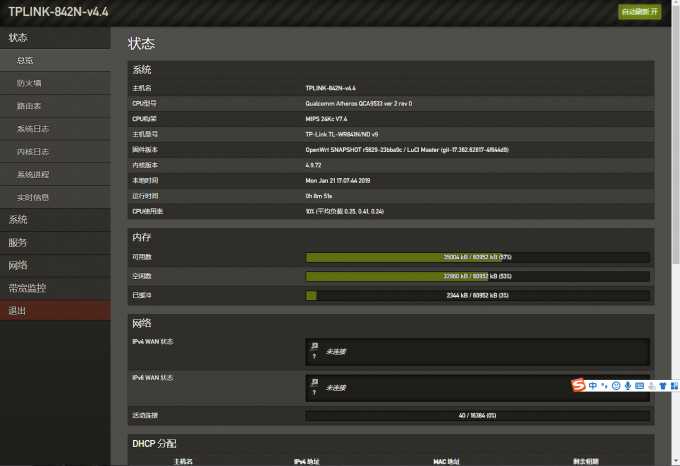 TPLINK-842N-v4.4
自动刷新 开
状态
总览
防火墙
路由表
系统日志
内核日志
系统进程
实时信息
系统
服务
网络
带宽监控
退出
状态
系统
主机名 TPLINK-842N-v4.4
CPU型号 Qualcomm Atheros QCA9533 ver 2 rev 0
CPU构架 MIPS 24Kc V7.4
主机型号 TP-Link TL-WR841N/ND v9
固件版本 OpenWrt SNAPSHOT r5829-23bba9c / LuCI Master (git-17.362.62817-4f644d9)
内核版本 4.9.72
本地时间 Mon Jan 21 17:07:44 2019
运行时间 0h 8m 51s
CPU使用率 10% (平均负载 0.25, 0.41, 0.24)
内存
可用数 35004 kB / 60952 kB (57%)
空闲数 32660 kB / 60952 kB (53%)
已缓冲 2344 kB / 60952 kB (3%)
网络
IPv4 WAN 状态
? 未连接
IPv6 WAN 状态
? 未连接
中
活动连接 40 / 16384 (0%)
DHCP 分配
主机名 IPv4 地址 MAC 地址 剩余租期